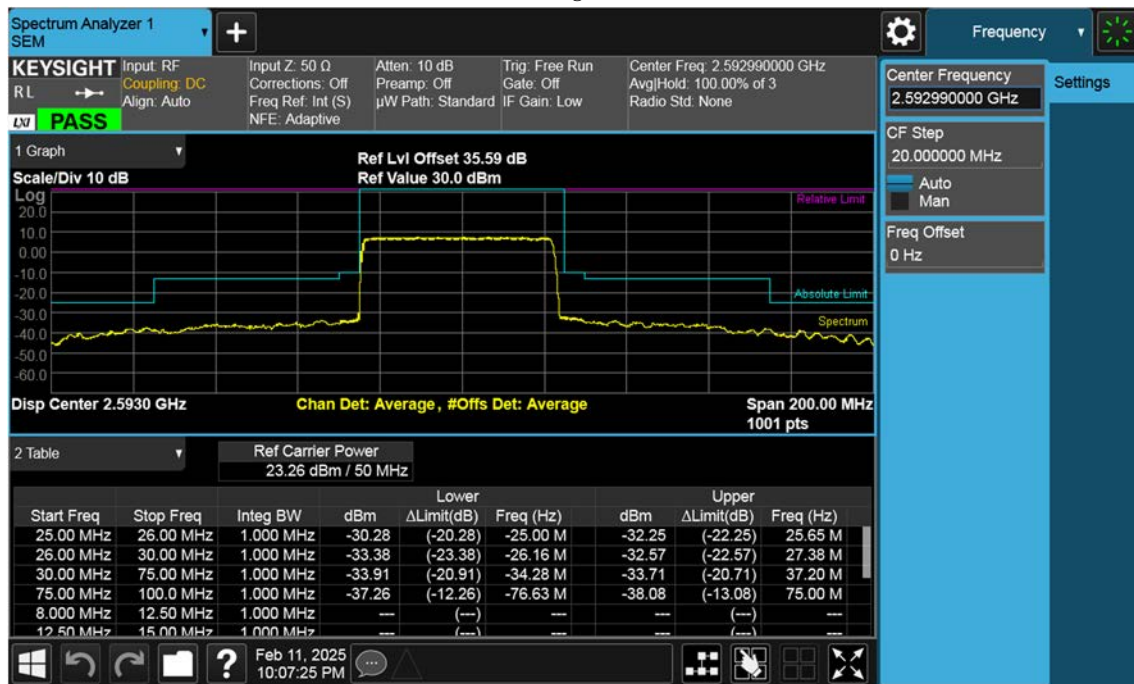 Spectrum Analyzer 1
SEM
+
Frequency
KEYSIGHT
RL
LXI PASS
Input: RF
Coupling: DC
Align: Auto
Input Z: 50 Ω
Corrections: Off
Freq Ref: Int (S)
NFE: Adaptive
Atten: 10 dB
Preamp: Off
µW Path: Standard
Trig: Free Run
Gate: Off
IF Gain: Low
Center Freq: 2.592990000 GHz
Avg|Hold: 100.00% of 3
Radio Std: None
Center Frequency
2.592990000 GHz
Settings
CF Step
20.000000 MHz
Auto
Man
Freq Offset
0 Hz
1 Graph
Scale/Div 10 dB
Ref Lvl Offset 35.59 dB
Ref Value 30.0 dBm
Log
20.0
10.0
0.00
-10.0
-20.0
-30.0
-40.0
-50.0
-60.0
Relative Limit
Absolute Limit
Spectrum
Disp Center 2.5930 GHz
Chan Det: Average, #Offs Det: Average
Span 200.00 MHz
1001 pts
2 Table
Ref Carrier Power
23.26 dBm / 50 MHz
Lower Upper
Start Freq Stop Freq Integ BW dBm ΔLimit(dB) Freq (Hz) dBm ΔLimit(dB) Freq (Hz)
25.00 MHz 26.00 MHz 1.000 MHz -30.28 (-20.28) -25.00 M -32.25 (-22.25) 25.65 M
26.00 MHz 30.00 MHz 1.000 MHz -33.38 (-23.38) -26.16 M -32.57 (-22.57) 27.38 M
30.00 MHz 75.00 MHz 1.000 MHz -33.91 (-20.91) -34.28 M -33.71 (-20.71) 37.20 M
75.00 MHz 100.0 MHz 1.000 MHz -37.26 (-12.26) -76.63 M -38.08 (-13.08) 75.00 M
8.000 MHz 12.50 MHz 1.000 MHz --- (---) --- --- (---) ---
12.50 MHz 15.00 MHz 1.000 MHz --- (---) --- --- (---) ---
?
Feb 11, 2025
10:07:25 PM